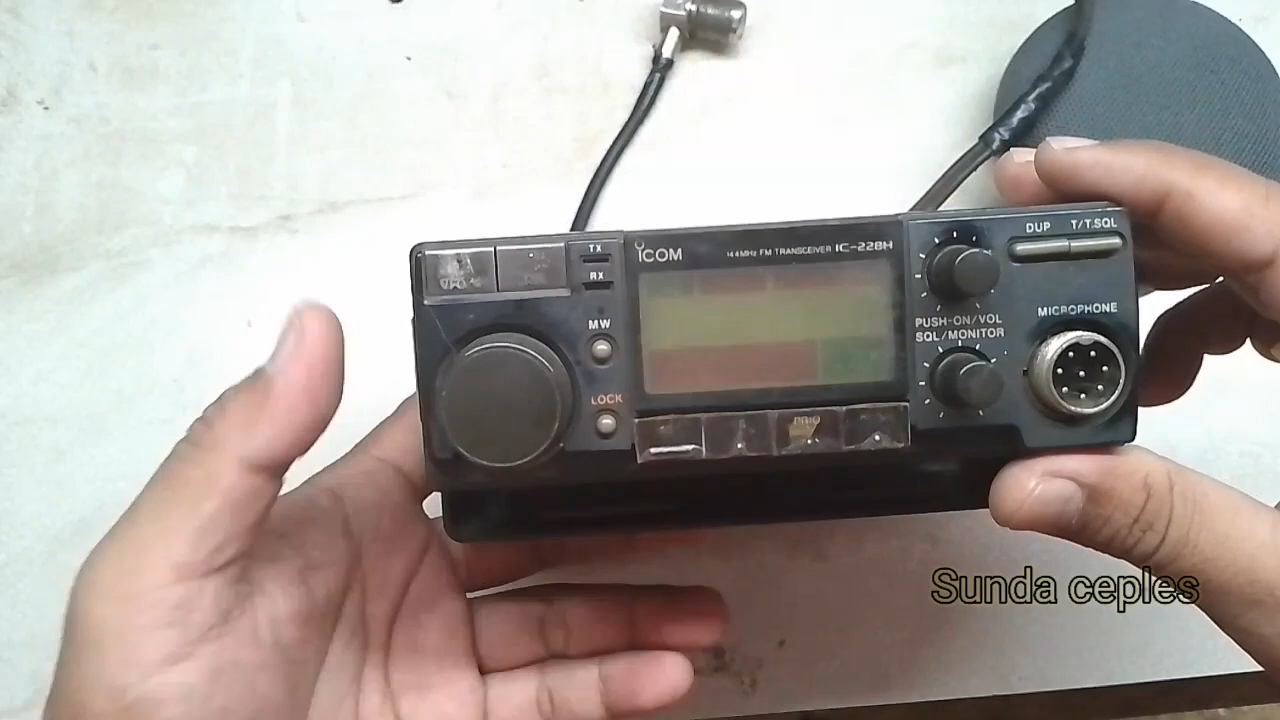 TX
RX
ICOM
144MHz FM TRANSCEIVER IC-228H
DUP T/T.SQL
MW
LOCK
PUSH-ON/VOL
SQL/MONITOR
MICROPHONE
PRIO
Sunda ceples